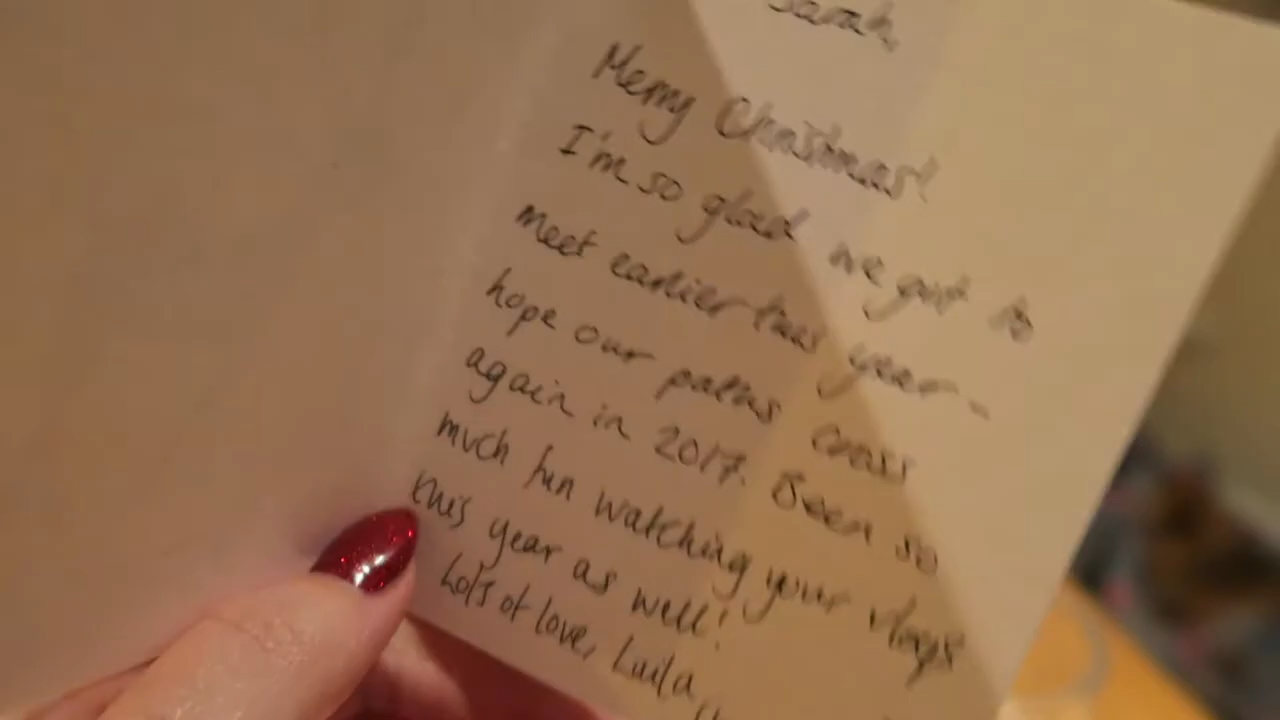 Sarah,
Merry Christmas!
I'm so glad we got to
meet earlier this year -
hope our paths cross
again in 2017. Been so
much fun watching your vlogs
this year as well!
Lots of love, Laila